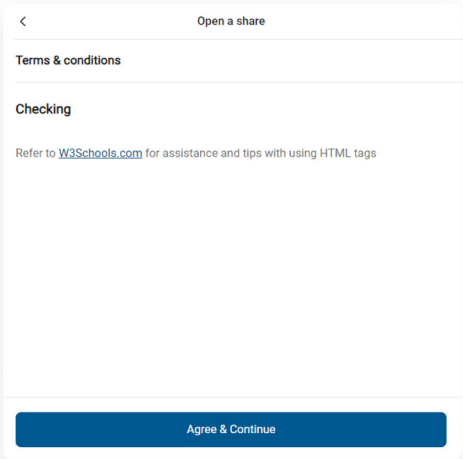 Open a share
Terms & conditions
Checking
Refer to W3Schools.com for assistance and tips with using HTML tags
Agree & Continue